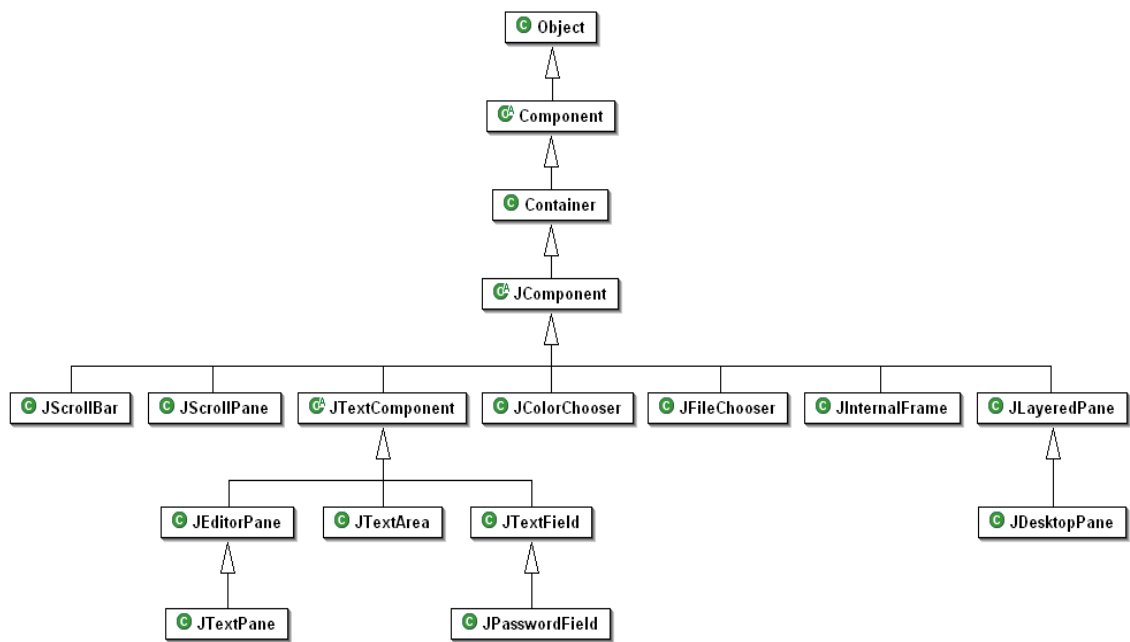 Object
Component
Container
JComponent
JScrollBar
JScrollPane
JTextComponent
JColorChooser
JFileChooser
JInternalFrame
JLayeredPane
JEditorPane
JTextArea
JTextField
JDesktopPane
JTextPane
JPasswordField